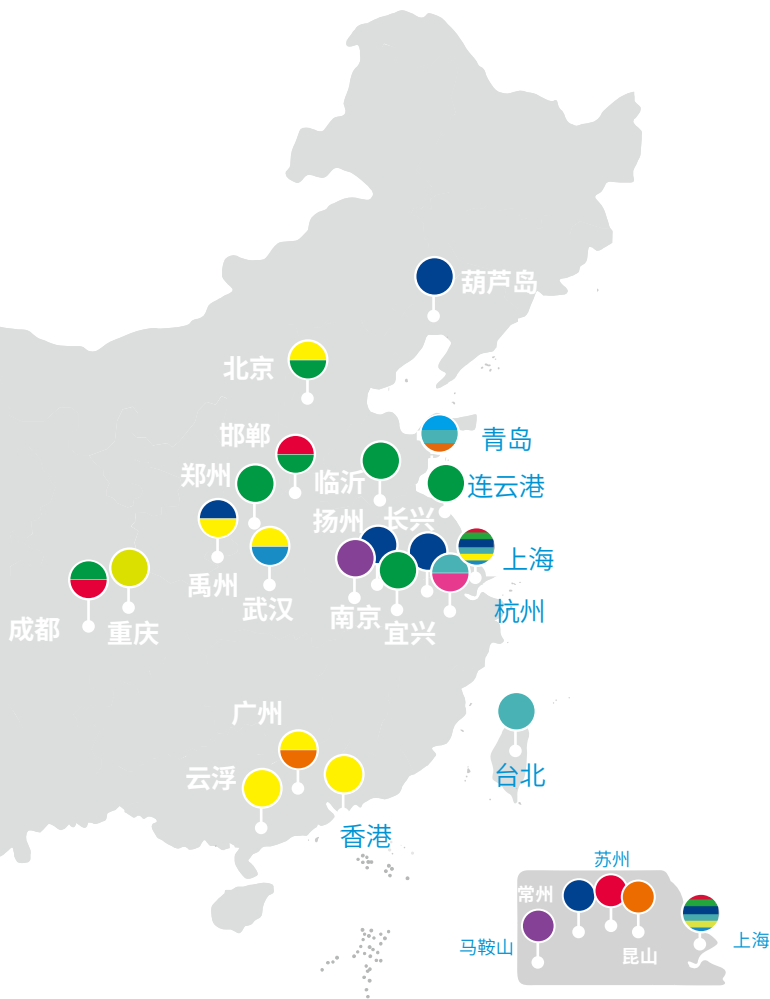 葫芦岛
北京
邯郸
青岛
郑州
临沂
连云港
扬州
长兴
上海
禹州
武汉
南京
宜兴
杭州
成都
重庆
广州
云浮
台北
香港
苏州
常州
马鞍山
昆山
上海